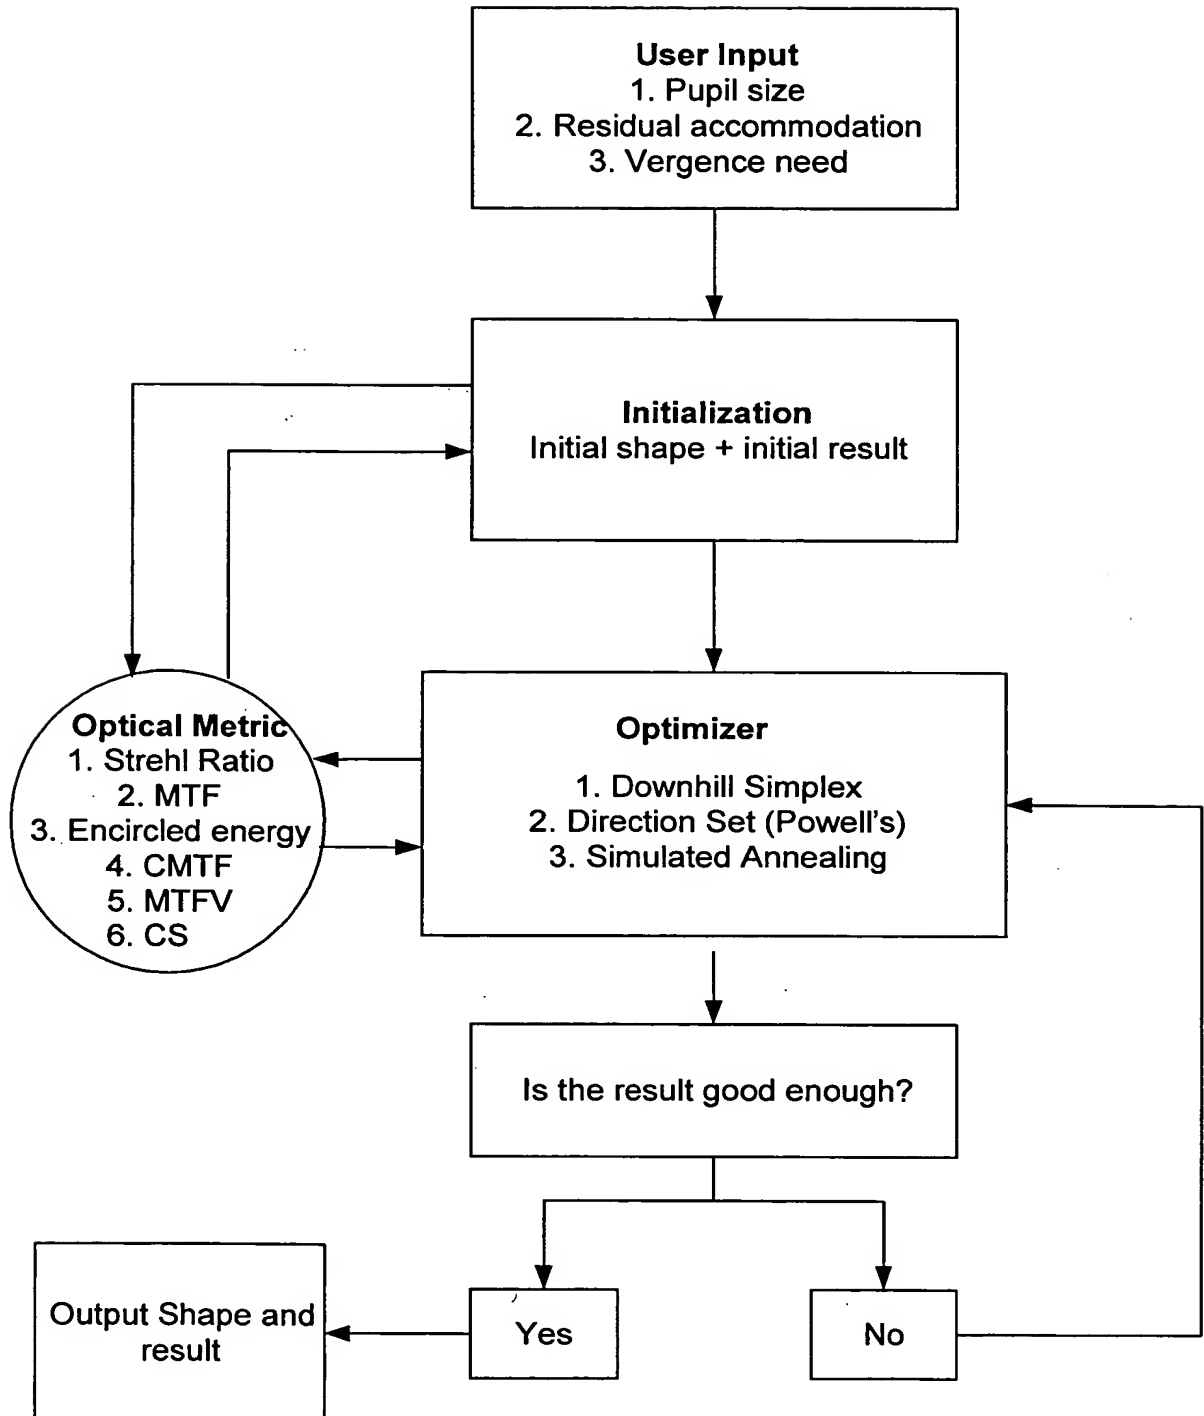 User Input
1. Pupil size
2. Residual accommodation
3. Vergence need
Initialization
Initial shape + initial result
Optical Metric
1. Strehl Ratio
2. MTF
3. Encircled energy
4. CMTF
5. MTFV
6. CS
Optimizer
1. Downhill Simplex
2. Direction Set (Powell's)
3. Simulated Annealing
Is the result good enough?
Output Shape and
result
Yes
No